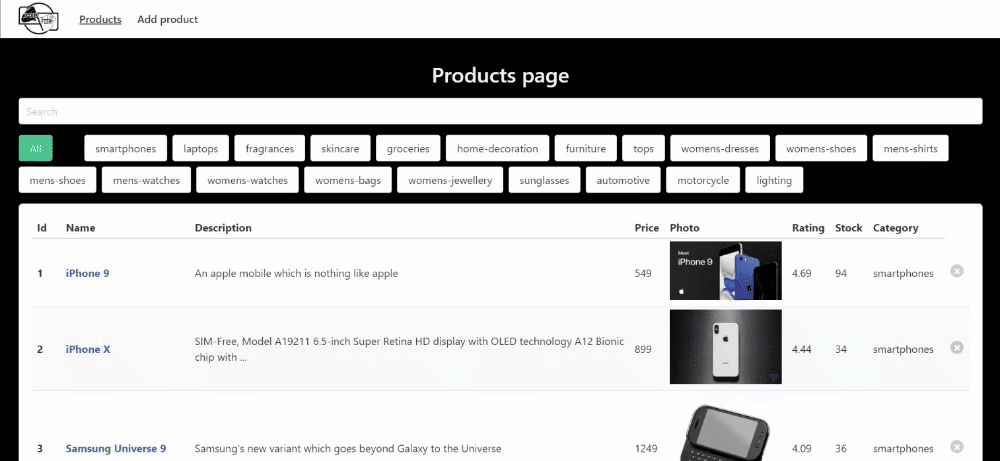 Products Add product
Products page
Search
All smartphones laptops fragrances skincare groceries home-decoration furniture tops womens-dresses womens-shoes mens-shirts
mens-shoes mens-watches womens-watches womens-bags womens-jewellery sunglasses automotive motorcycle lighting
Id Name Description Price Photo Rating Stock Category
Meet
iPhone 9
1 iPhone 9 An apple mobile which is nothing like apple 549 4.69 94 smartphones
2 iPhone X SIM-Free, Model A19211 6.5-inch Super Retina HD display with OLED technology A12 Bionic
chip with ... 899 4.44 34 smartphones
3 Samsung Universe 9 Samsung's new variant which goes beyond Galaxy to the Universe 1249 4.09 36 smartphones